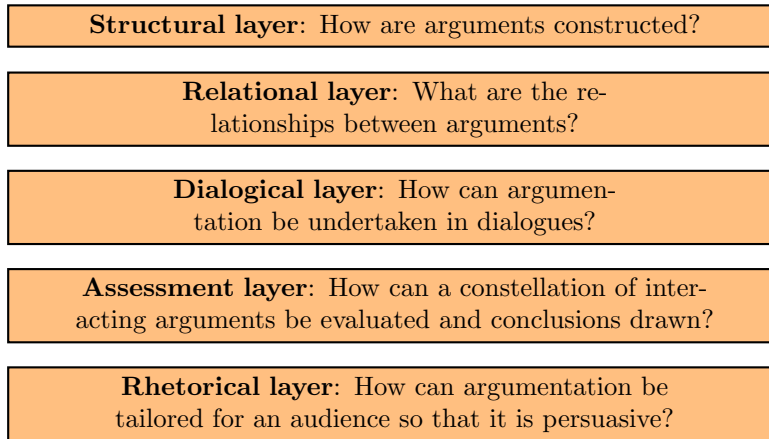 Structural layer: How are arguments constructed?
Relational layer: What are the re-
lationships between arguments?
Dialogical layer: How can argumen-
tation be undertaken in dialogues?
Assessment layer: How can a constellation of inter-
acting arguments be evaluated and conclusions drawn?
Rhetorical layer: How can argumentation be
tailored for an audience so that it is persuasive?